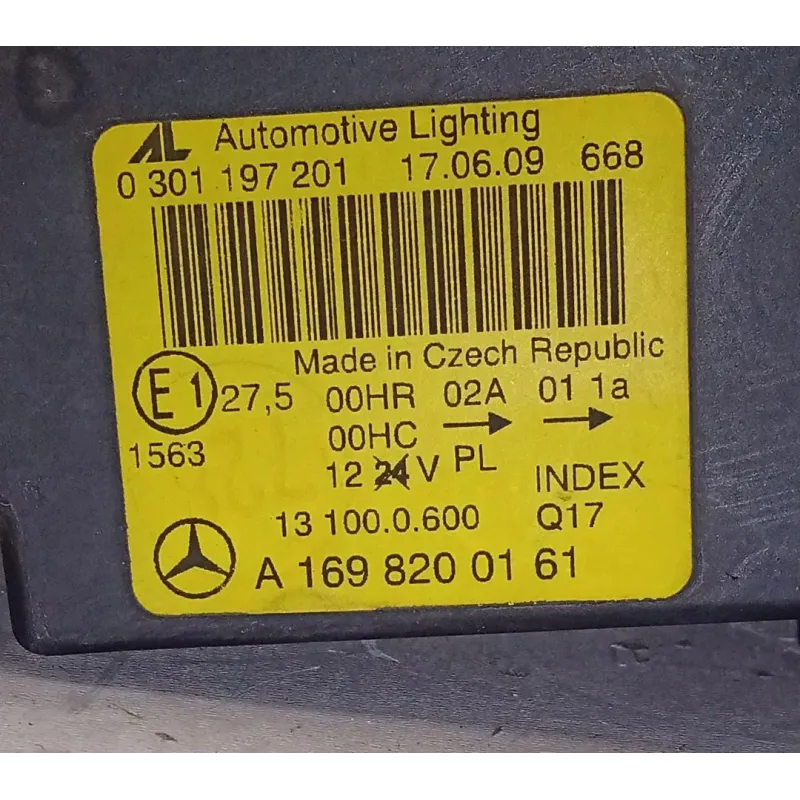 AL Automotive Lighting
0 301 197 201 17.06.09 668
Made in Czech Republic
E1 27,5 00HR 02A 01 1a
00HC → →
1563 12 24 V PL INDEX
13 100.0.600 Q17
A 169 820 01 61